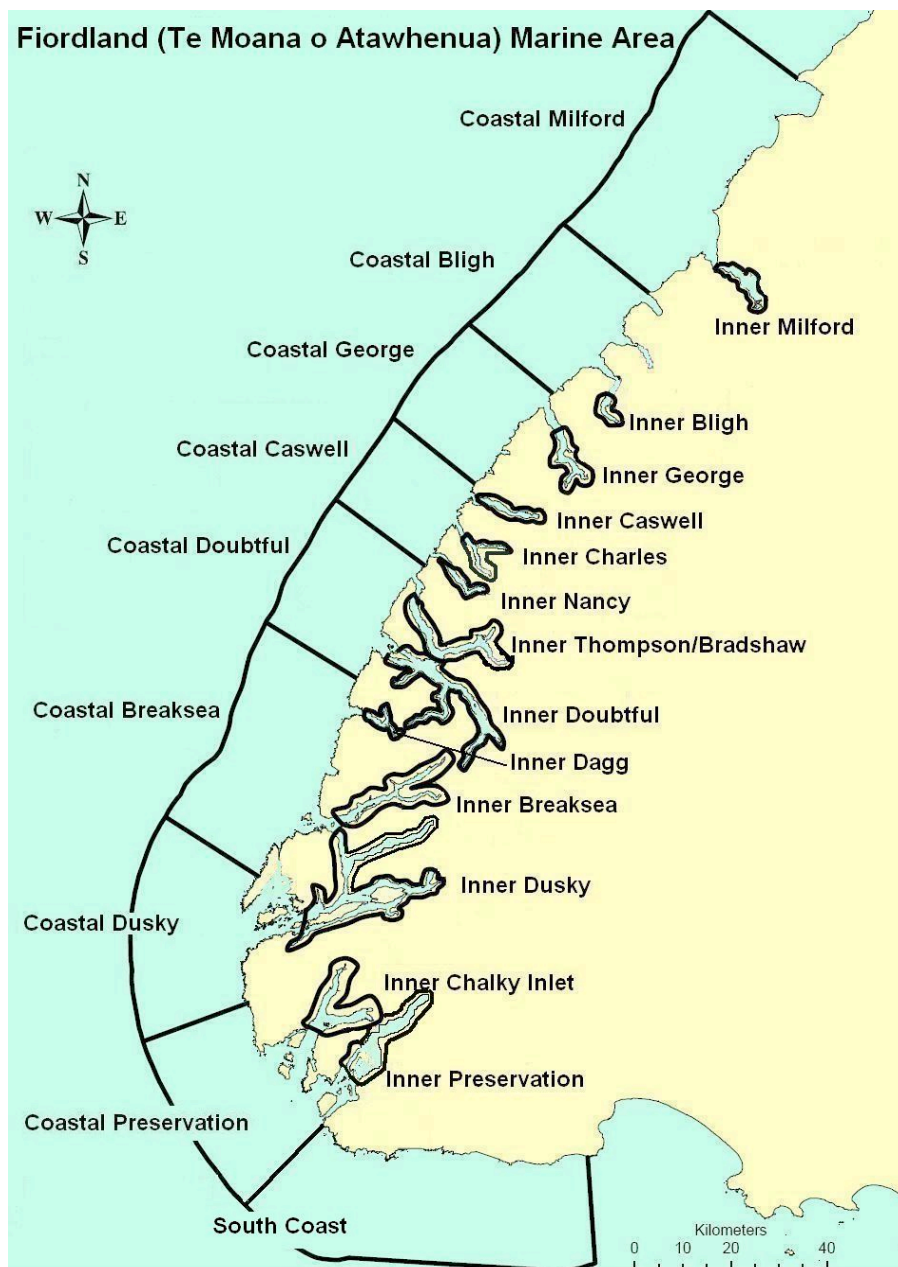 Fiordland (Te Moana o Atawhenua) Marine Area
Coastal Milford
N
W E
S
Coastal Bligh
Inner Milford
Coastal George
Inner Bligh
Coastal Caswell
Inner George
Inner Caswell
Coastal Doubtful
Inner Charles
Inner Nancy
Inner Thompson/Bradshaw
Coastal Breaksea
Inner Doubtful
Inner Dagg
Inner Breaksea
Inner Dusky
Coastal Dusky
Inner Chalky Inlet
Inner Preservation
Coastal Preservation
South Coast
Kilometers
0 10 20 40